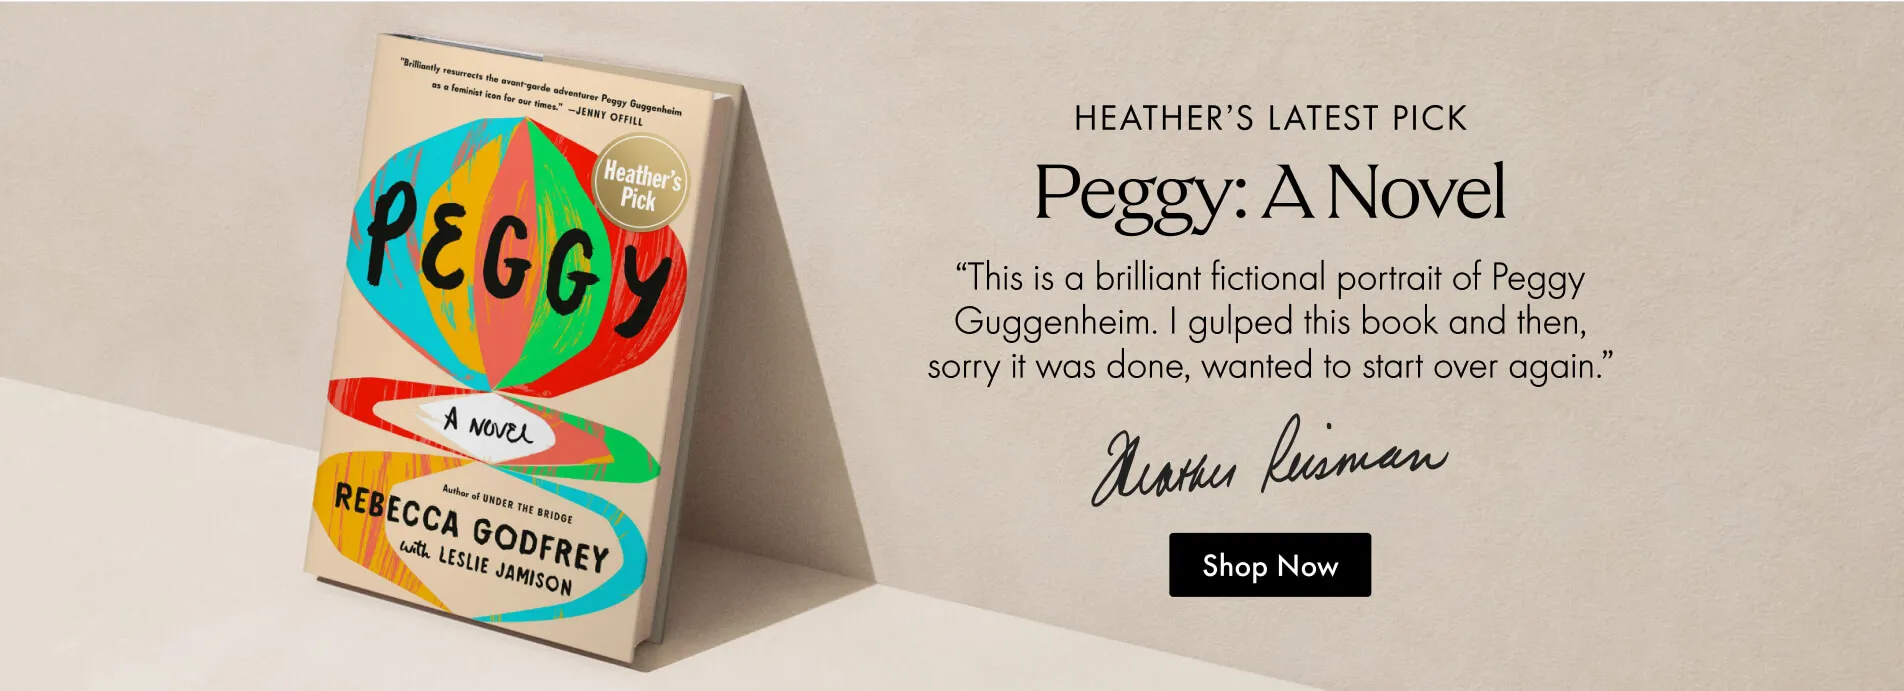 "Brilliantly resurrects the avant-garde adventurer Peggy Guggenheim
as a feminist icon for our times." —JENNY OFFILL
Heather's
Pick
PEGGY
A NOVEL
Author of UNDER THE BRIDGE
REBECCA GODFREY
with LESLIE JAMISON
HEATHER'S LATEST PICK
Peggy: A Novel
“This is a brilliant fictional portrait of Peggy
Guggenheim. I gulped this book and then,
sorry it was done, wanted to start over again.”
Heather Reisman
Shop Now